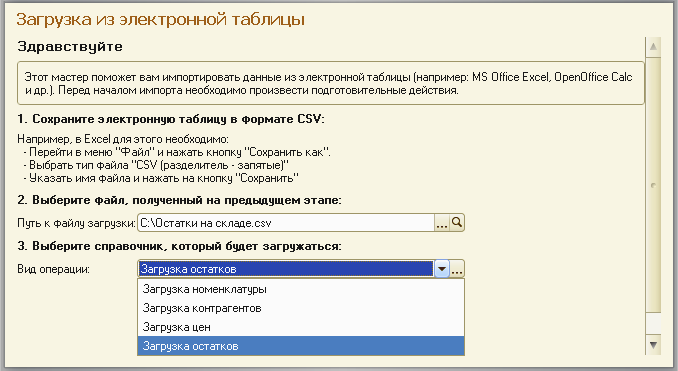 Загрузка из электронной таблицы
Здравствуйте
Этот мастер поможет вам импортировать данные из электронной таблицы (например: MS Office Excel, OpenOffice Calc
и др.). Перед началом импорта необходимо произвести подготовительные действия.
1. Сохраните электронную таблицу в формате CSV:
Например, в Excel для этого необходимо:
- Перейти в меню "Файл" и нажать кнопку "Сохранить как".
- Выбрать тип файла "CSV (разделитель - запятые)"
- Указать имя файла и нажать на кнопку "Сохранить"
2. Выберите файл, полученный на предыдущем этапе:
Путь к файлу загрузки: C:\Остатки на складе.csv ...
3. Выберите справочник, который будет загружаться:
Вид операции: Загрузка остатков ...
Загрузка номенклатуры
Загрузка контрагентов
Загрузка цен
Загрузка остатков